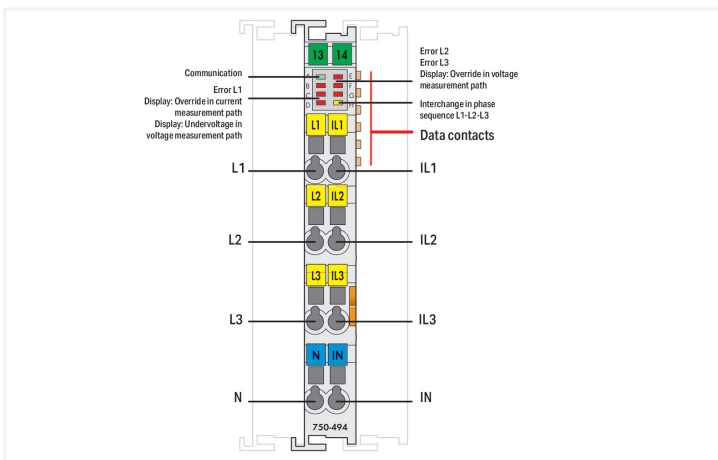 13 14
Communication
Error L1
Display: Override in current
measurement path
Display: Undervoltage in
voltage measurement path
Error L2
Error L3
Display: Override in voltage
measurement path
Interchange in phase
sequence L1-L2-L3
Data contacts
A E
B F
C G
D H
L1 IL1
L1 IL1
L2 IL2
L2 IL2
L3 IL3
L3 IL3
N IN
N IN
750-494